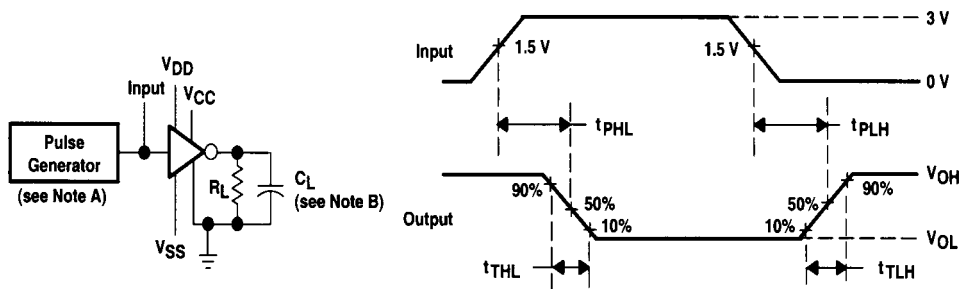 Input
VDD
VCC
Pulse
Generator
(see Note A)
RL
CL
(see Note B)
VSS
Input
1.5 V
1.5 V
3 V
0 V
tPHL
tPLH
Output
90%
50%
10%
10%
50%
90%
VOH
VOL
tTHL
tTLH